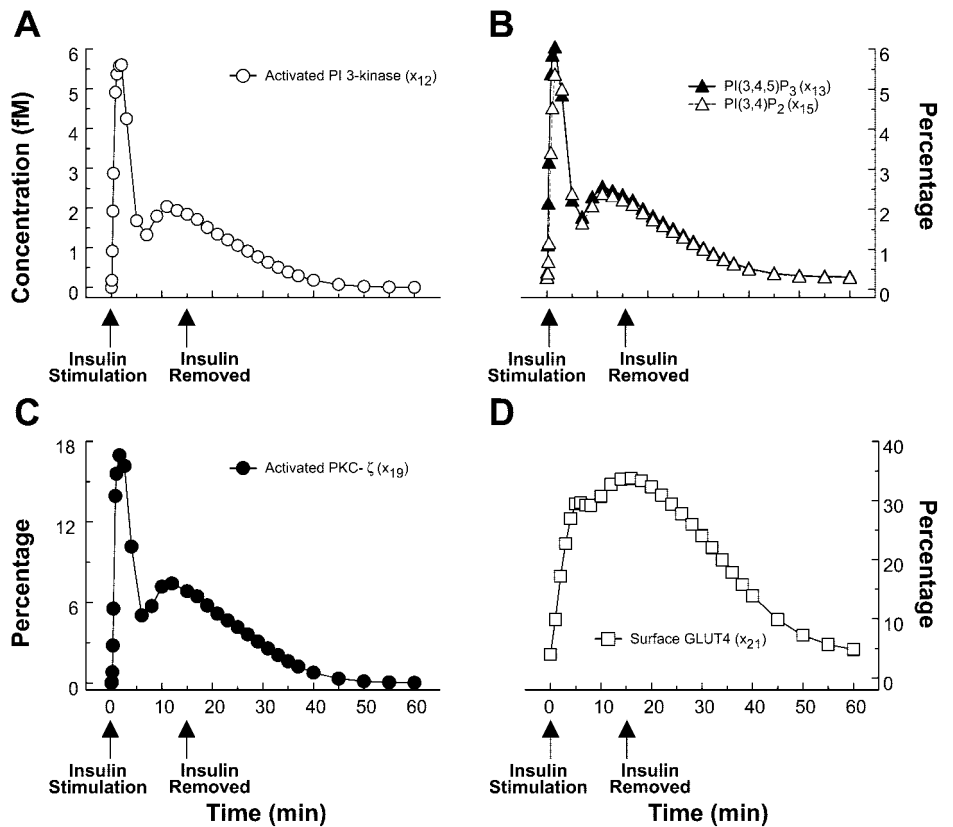 A
Concentration (fM)
6
5
4
3
2
1
0
Activated PI 3-kinase (x12)
Insulin
Stimulation
Insulin
Removed
B
PI(3,4,5)P3 (x13)
PI(3,4)P2 (x15)
6
5
4
3
2
1
0
Percentage
Insulin
Stimulation
Insulin
Removed
C
Percentage
18
12
6
0
Activated PKC- ζ (x19)
0 10 20 30 40 50 60
Insulin
Stimulation
Insulin
Removed
Time (min)
D
40
30
20
10
0
Percentage
Surface GLUT4 (x21)
0 10 20 30 40 50 60
Insulin
Stimulation
Insulin
Removed
Time (min)